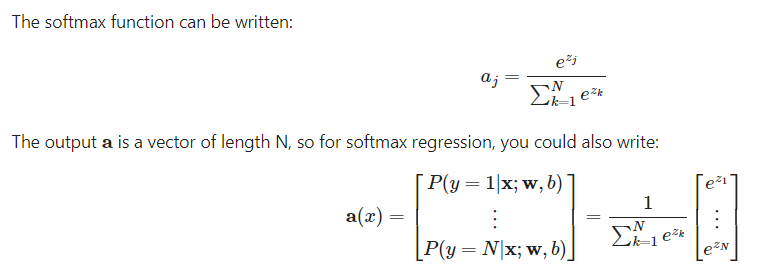 The softmax function can be written:
a_j = \frac{e^{z_j}}{\sum_{k=1}^{N} e^{z_k}}
The output \mathbf{a} is a vector of length N, so for softmax regression, you could also write:
\mathbf{a}(x) = \begin{bmatrix} P(y = 1|\mathbf{x}; \mathbf{w}, b) \\ \vdots \\ P(y = N|\mathbf{x}; \mathbf{w}, b) \end{bmatrix} = \frac{1}{\sum_{k=1}^{N} e^{z_k}} \begin{bmatrix} e^{z_1} \\ \vdots \\ e^{z_N} \end{bmatrix}